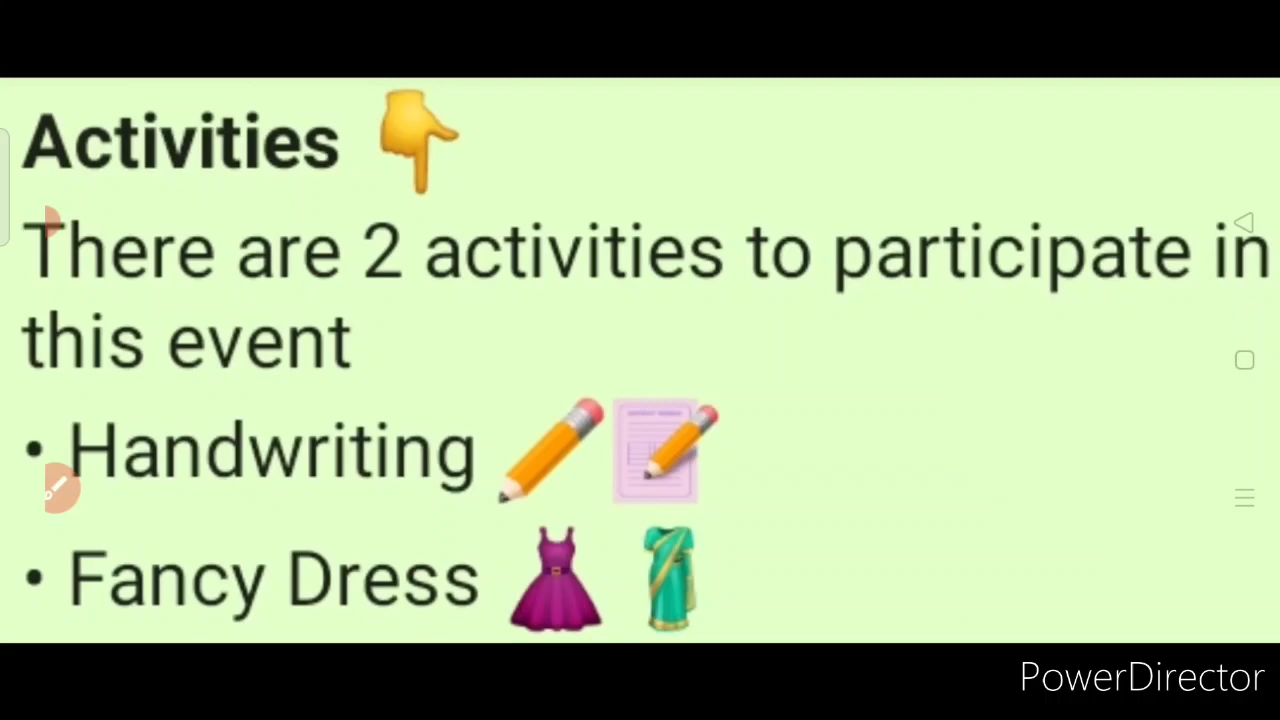 Activities 👇
There are 2 activities to participate in
this event
• Handwriting ✏️📝
• Fancy Dress 👗🥻
PowerDirector